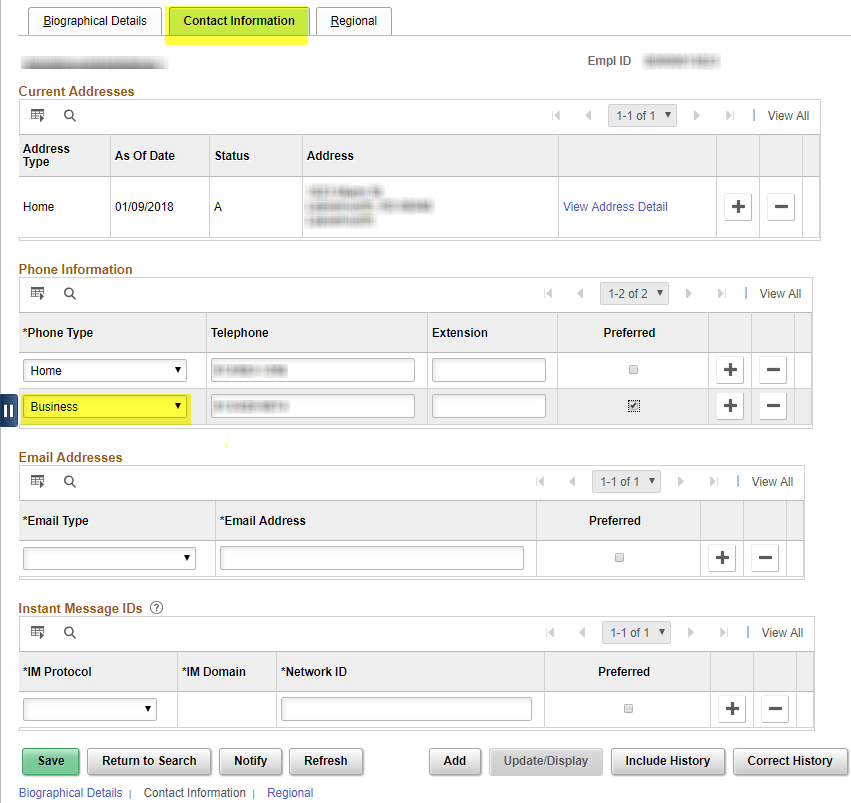 Biographical Details Contact Information Regional
Empl ID
Current Addresses
1-1 of 1 View All
Address Type As Of Date Status Address
Home 01/09/2018 A View Address Detail
Phone Information
1-2 of 2 View All
*Phone Type Telephone Extension Preferred
Home
Business
Email Addresses
1-1 of 1 View All
*Email Type *Email Address Preferred
Instant Message IDs ?
1-1 of 1 View All
*IM Protocol *IM Domain *Network ID Preferred
Save Return to Search Notify Refresh Add Update/Display Include History Correct History
Biographical Details | Contact Information | Regional